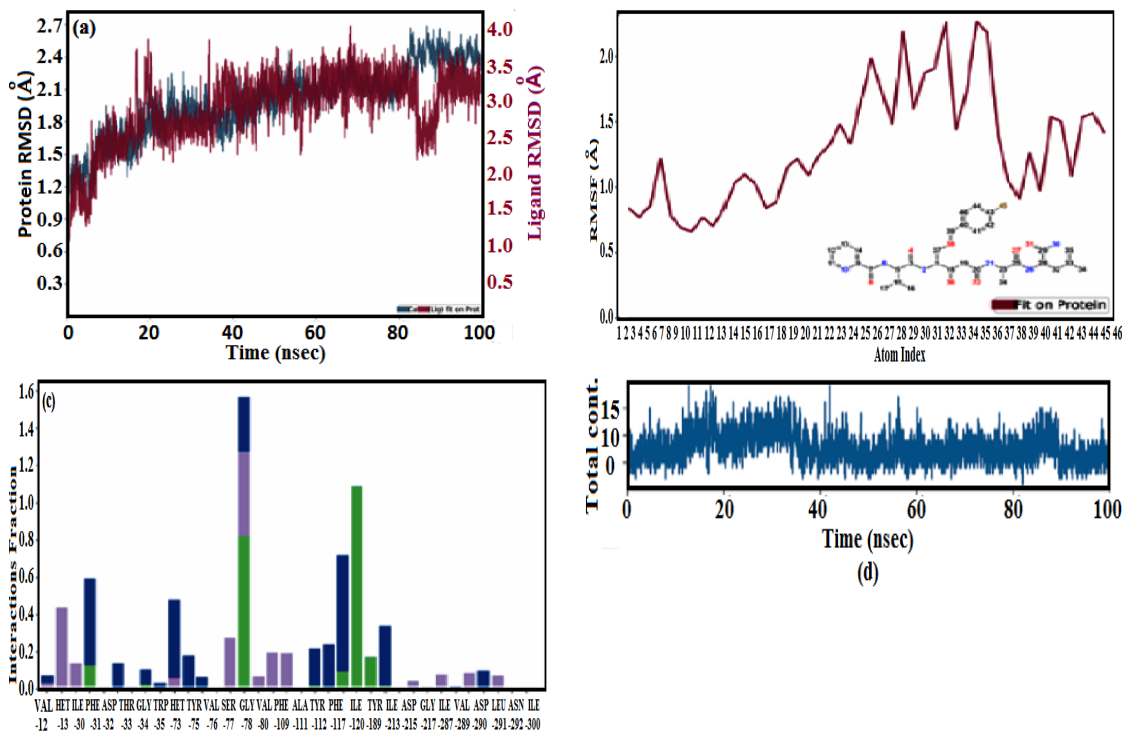 (a)
Protein RMSD (Å)
2.7
2.4
2.1
1.8
1.5
1.2
0.9
0.6
0.3
Ligand RMSD (Å)
4.0
3.5
3.0
2.5
2.0
1.5
1.0
0.5
Lig fit on Prot
0 20 40 60 80 100
Time (nsec)
RMSF (Å)
2.0
1.5
1.0
0.5
0.0
Fit on Protein
1 2 3 4 5 6 7 8 9 10 11 12 13 14 15 16 17 18 19 20 21 22 23 24 25 26 27 28 29 30 31 32 33 34 35 36 37 38 39 40 41 42 43 44 45 46
Atom Index
(c)
Interactions Fraction
1.6
1.4
1.2
1.0
0.8
0.6
0.4
0.2
0.0
VAL HET ILE PHE ASP THR GLY TRP HET TYR VAL SER GLY VAL PHE ALA TYR PHE ILE TYR ILE ASP GLY ILE VAL ASP LEU ASN ILE
-12 -13 -30 -31 -32 -33 -34 -35 -73 -75 -76 -77 -78 -80 -109 -111 -112 -117 -120 -189 -213 -215 -217 -287 -289 -290 -291 -292 -300
Total cont.
15
10
0
0 20 40 60 80 100
Time (nsec)
(d)